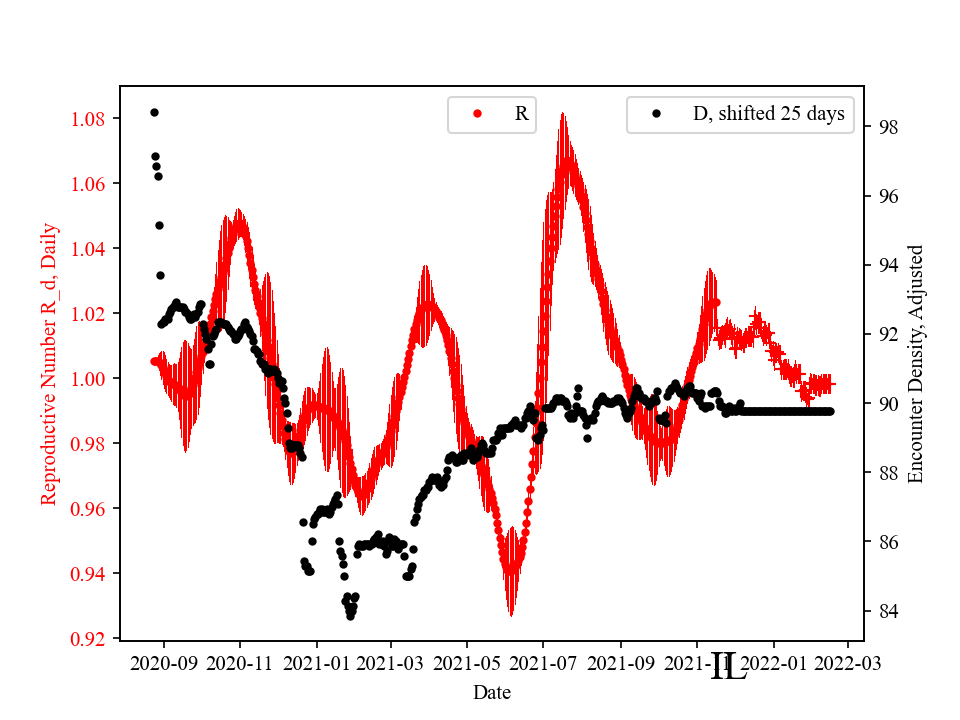 R
D, shifted 25 days
1.08
1.06
1.04
1.02
1.00
0.98
0.96
0.94
0.92
Reproductive Number R_d, Daily
98
96
94
92
90
88
86
84
Encounter Density, Adjusted
2020-09 2020-11 2021-01 2021-03 2021-05 2021-07 2021-09 2021-11 2022-01 2022-03
IL
Date